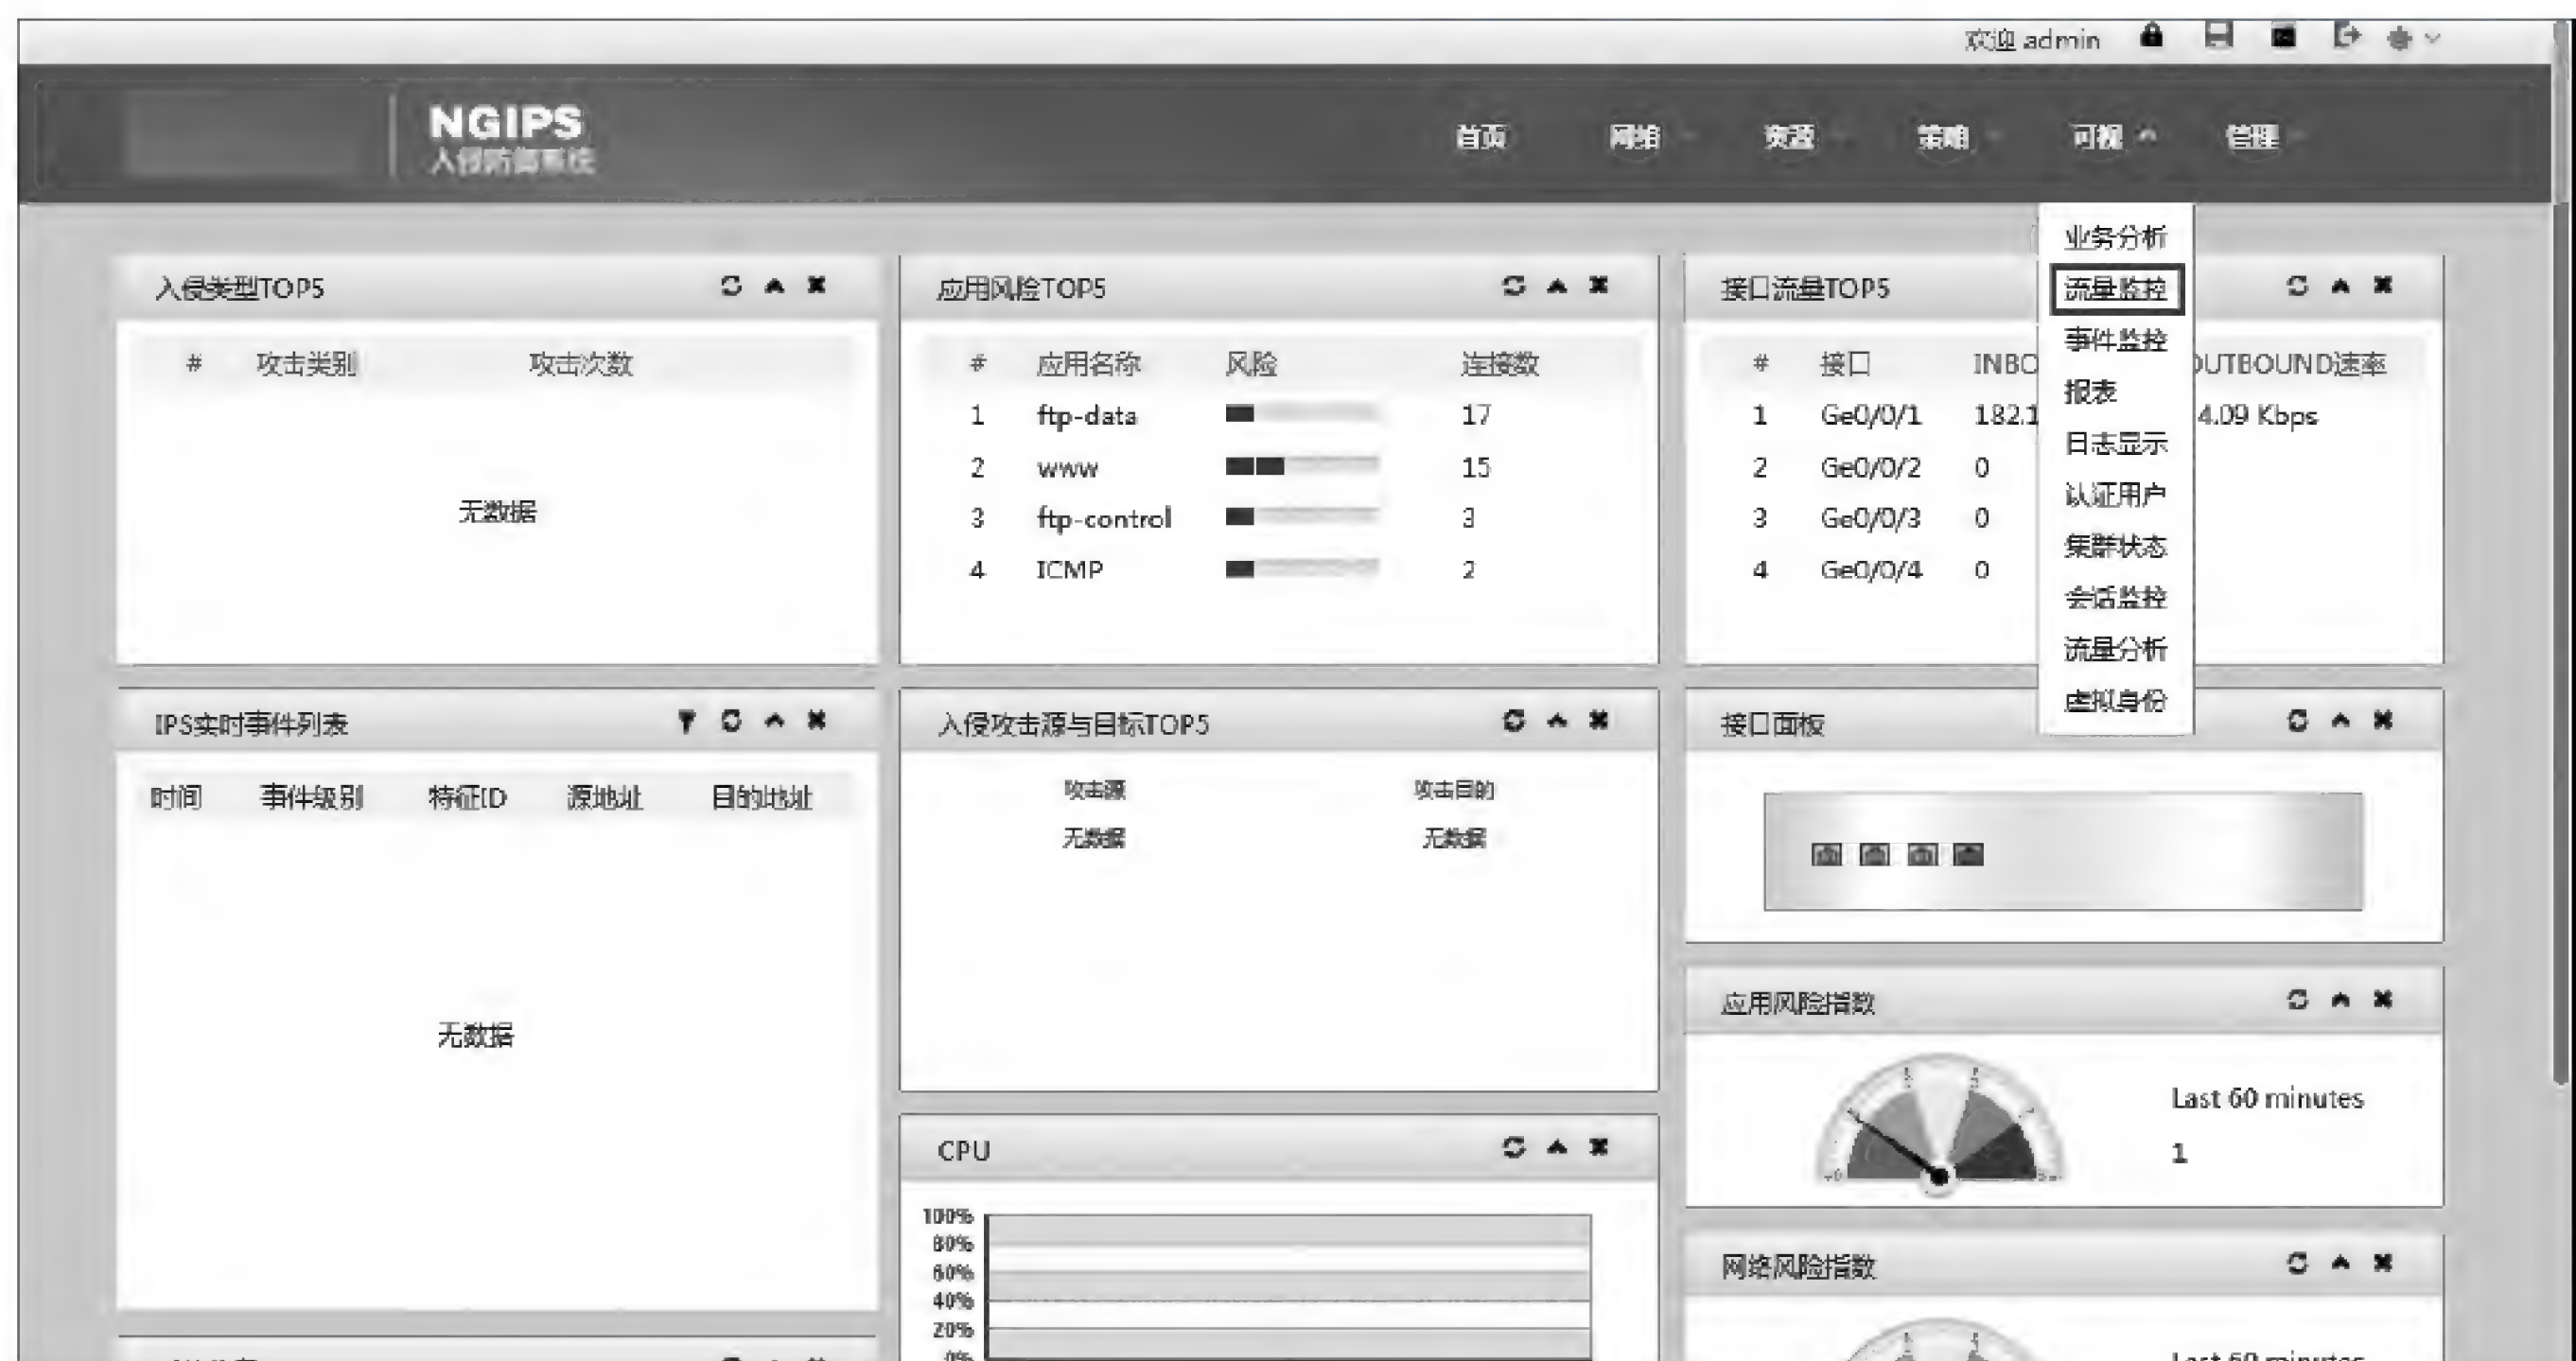 欢迎 admin
NGIPS
入侵防御系统
首页 网络 资源 策略 可视 管理
业务分析
流量监控
事件监控
报表
日志显示
认证用户
集群状态
会话监控
流量分析
虚拟身份
入侵类型TOP5
# 攻击类别 攻击次数
无数据
应用风险TOP5
# 应用名称 风险 连接数
1 ftp-data 17
2 www 15
3 ftp-control 3
4 ICMP 2
接口流量TOP5
# 接口 INBO OUTBOUND速率
1 Ge0/0/1 182.1 4.09 Kbps
2 Ge0/0/2 0
3 Ge0/0/3 0
4 Ge0/0/4 0
IPS实时事件列表
时间 事件级别 特征ID 源地址 目的地址
无数据
入侵攻击源与目标TOP5
攻击源 攻击目的
无数据 无数据
接口面板
应用风险指数
Last 60 minutes
1
CPU
100%
80%
60%
40%
20%
0%
网络风险指数
Last 60 minutes